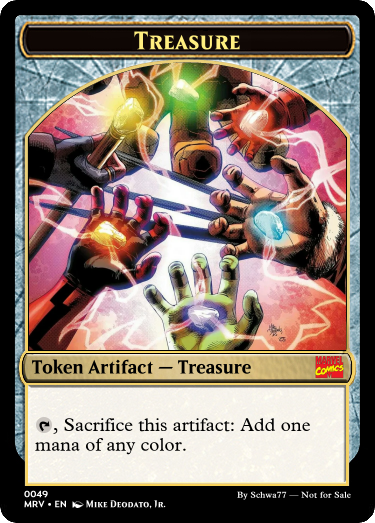 TREASURE
Token Artifact — Treasure
MARVEL
COMICS
, Sacrifice this artifact: Add one
mana of any color.
0049
MRV • EN MIKE DEODATO, JR.
By Schwa77 — Not for Sale